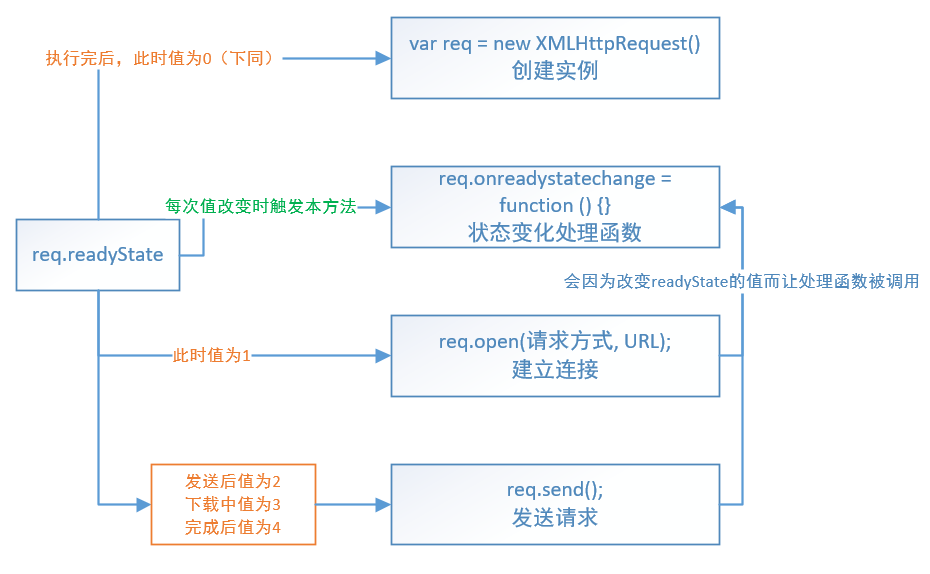 执行完后，此时值为0（下同）
var req = new XMLHttpRequest()
创建实例
每次值改变时触发本方法
req.onreadystatechange =
function () {}
状态变化处理函数
req.readyState
会因为改变readyState的值而让处理函数被调用
此时值为1
req.open(请求方式, URL);
建立连接
发送后值为2
下载中值为3
完成后值为4
req.send();
发送请求